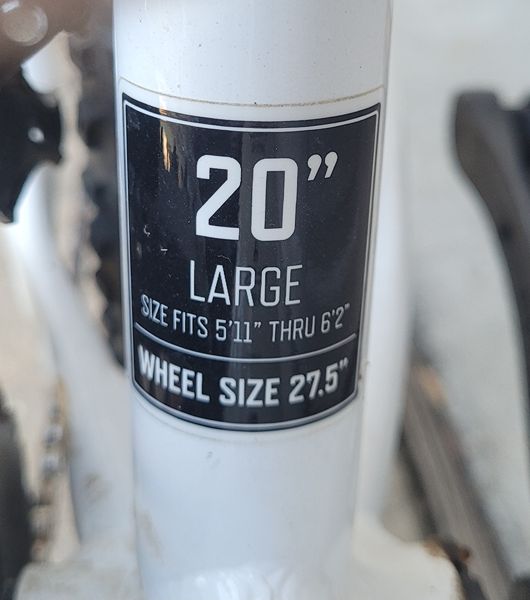 20”
LARGE
SIZE FITS 5'11” THRU 6'2”
WHEEL SIZE 27.5”